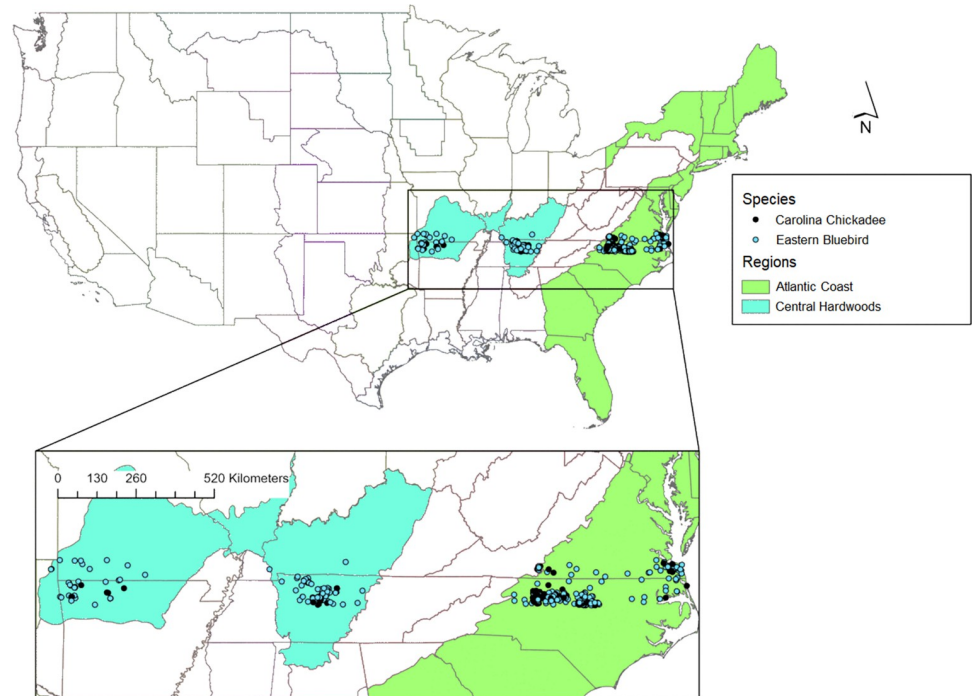 N
Species
Carolina Chickadee
Eastern Bluebird
Regions
Atlantic Coast
Central Hardwoods
0 130 260 520 Kilometers